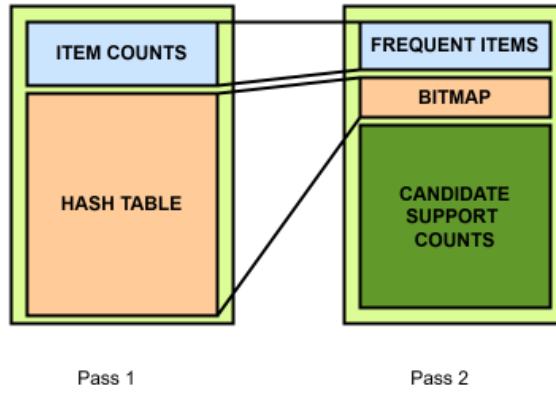 ITEM COUNTS
HASH TABLE
FREQUENT ITEMS
BITMAP
CANDIDATE
SUPPORT
COUNTS
Pass 1
Pass 2